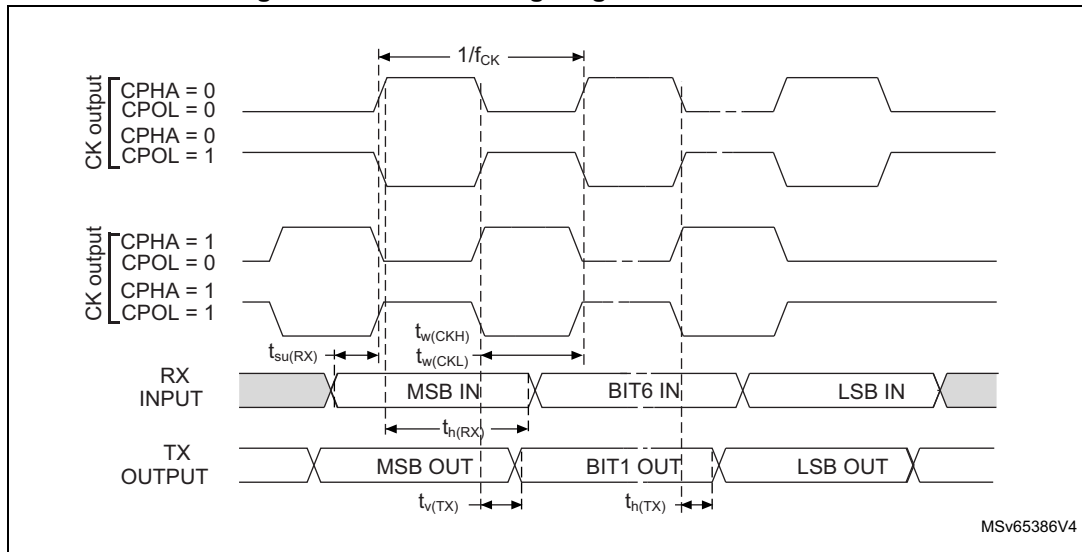 1/fCK
CK output
CPHA = 0
CPOL = 0
CPHA = 0
CPOL = 1
CK output
CPHA = 1
CPOL = 0
CPHA = 1
CPOL = 1
tw(CKH)
tsu(RX)
tw(CKL)
RX
INPUT
MSB IN
BIT6 IN
LSB IN
th(RX)
TX
OUTPUT
MSB OUT
BIT1 OUT
LSB OUT
tv(TX)
th(TX)
MSv65386V4